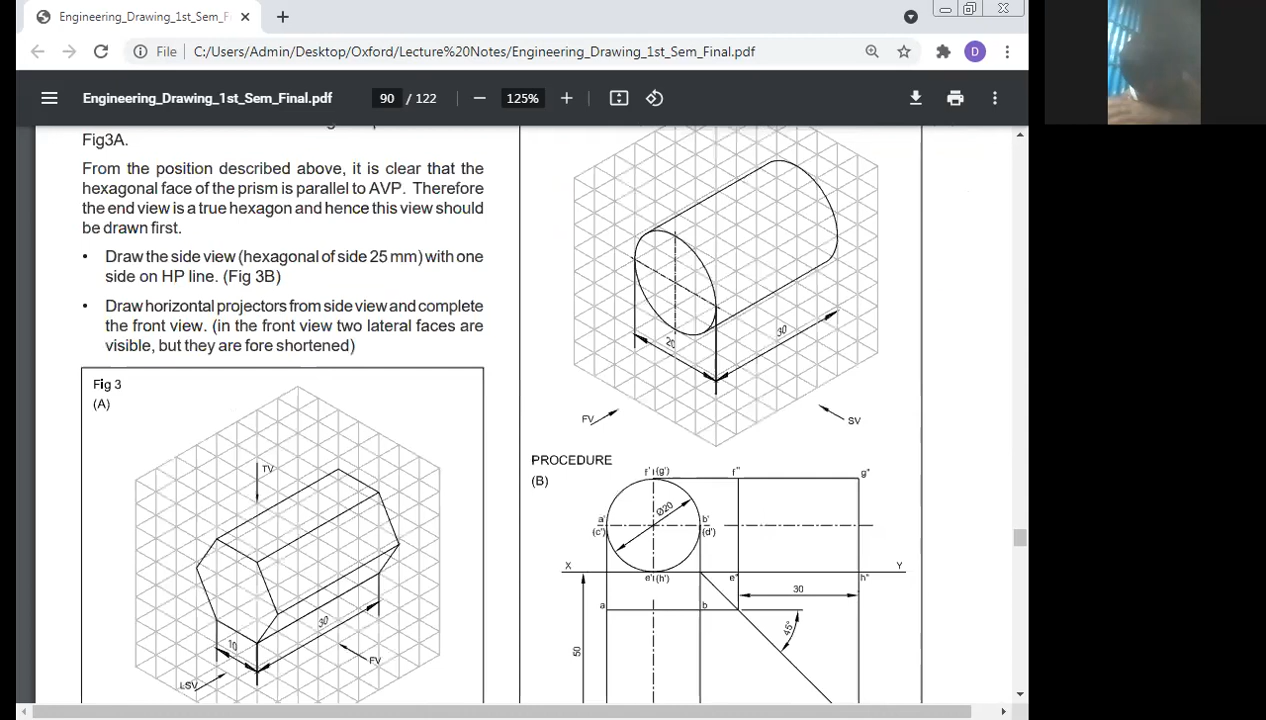 Engineering_Drawing_1st_Sem_Fi
D
File
C:/Users/Admin/Desktop/Oxford/Lecture%20Notes/Engineering_Drawing_1st_Sem_Final.pdf
Engineering_Drawing_1st_Sem_Final.pdf
90 / 122
125%
Fig3A.
From the position described above, it is clear that the
hexagonal face of the prism is parallel to AVP. Therefore
the end view is a true hexagon and hence this view should
be drawn first.
• Draw the side view (hexagonal of side 25 mm) with one
side on HP line. (Fig 3B)
• Draw horizontal projectors from side view and complete
the front view. (in the front view two lateral faces are
visible, but they are fore shortened)
Fig 3
(A)
TV
30
10
FV
LSV
20
30
FV
SV
PROCEDURE
(B)
f'
(g')
f"
g"
Ø20
a'
b'
(c')
(d')
X
Y
e'
(h')
e"
h"
30
a
b
45°
50